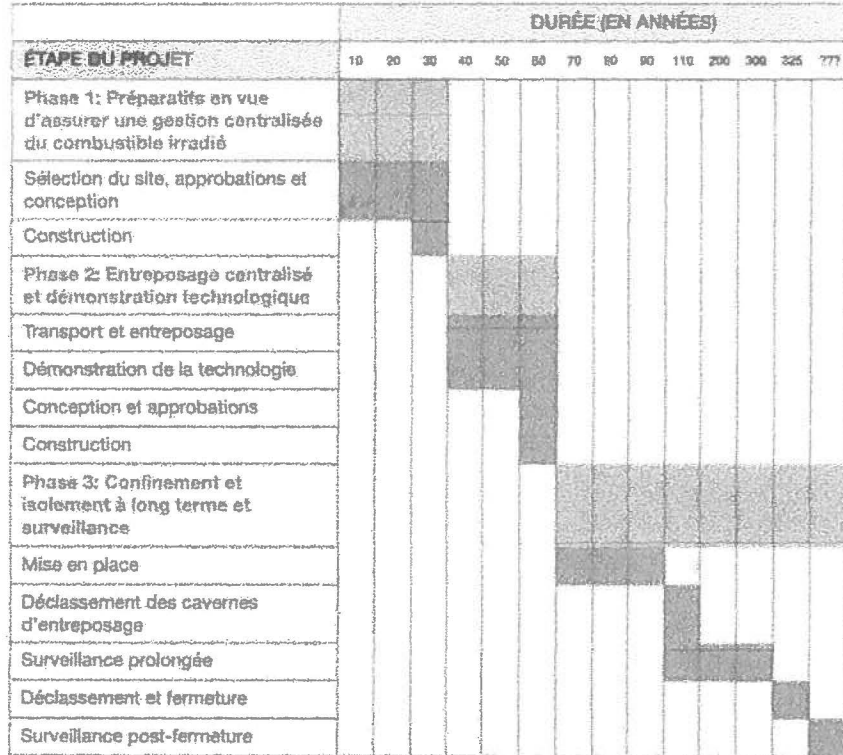 DURÉE (EN ANNÉES)
ÉTAPE DU PROJET 10 20 30 40 50 60 70 80 90 110 200 300 325 ???
Phase 1: Préparatifs en vue
d'assurer une gestion centralisée
du combustible irradié
Sélection du site, approbations et
conception
Construction
Phase 2: Entreposage centralisé
et démonstration technologique
Transport et entreposage
Démonstration de la technologie
Conception et approbations
Construction
Phase 3: Confinement et
isolement à long terme et
surveillance
Mise en place
Déclassement des cavernes
d'entreposage
Surveillance prolongée
Déclassement et fermeture
Surveillance post-fermeture